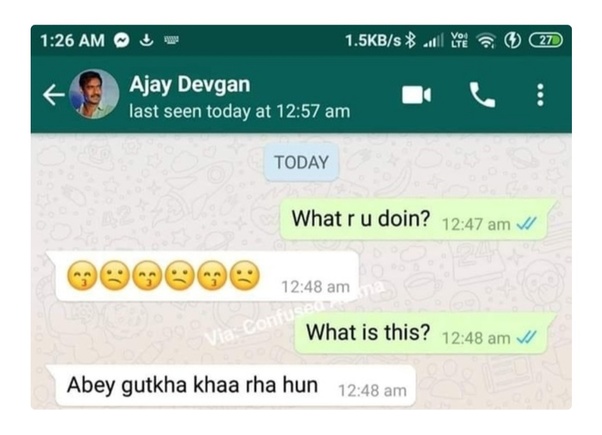 1:26 AM
1.5KB/s Vo) LTE 27
Ajay Devgan
last seen today at 12:57 am
TODAY
What r u doin? 12:47 am
12:48 am
Via: Confused Aatma
What is this? 12:48 am
Abey gutkha khaa rha hun 12:48 am